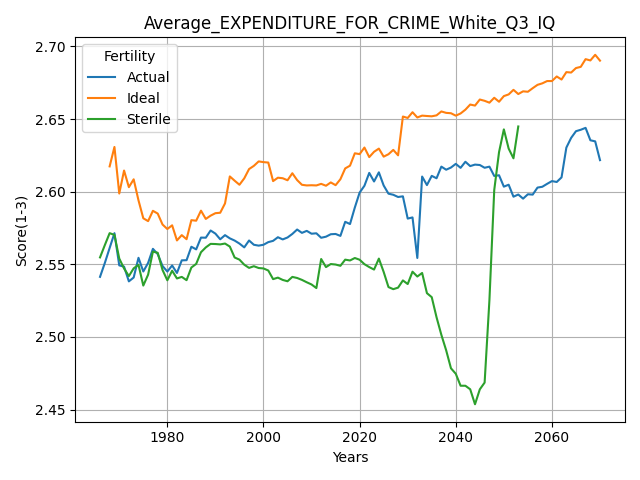 Average_EXPENDITURE_FOR_CRIME_White_Q3_IQ
Fertility
Actual
Ideal
Sterile
Score(1-3)
2.70
2.65
2.60
2.55
2.50
2.45
1980 2000 2020 2040 2060
Years